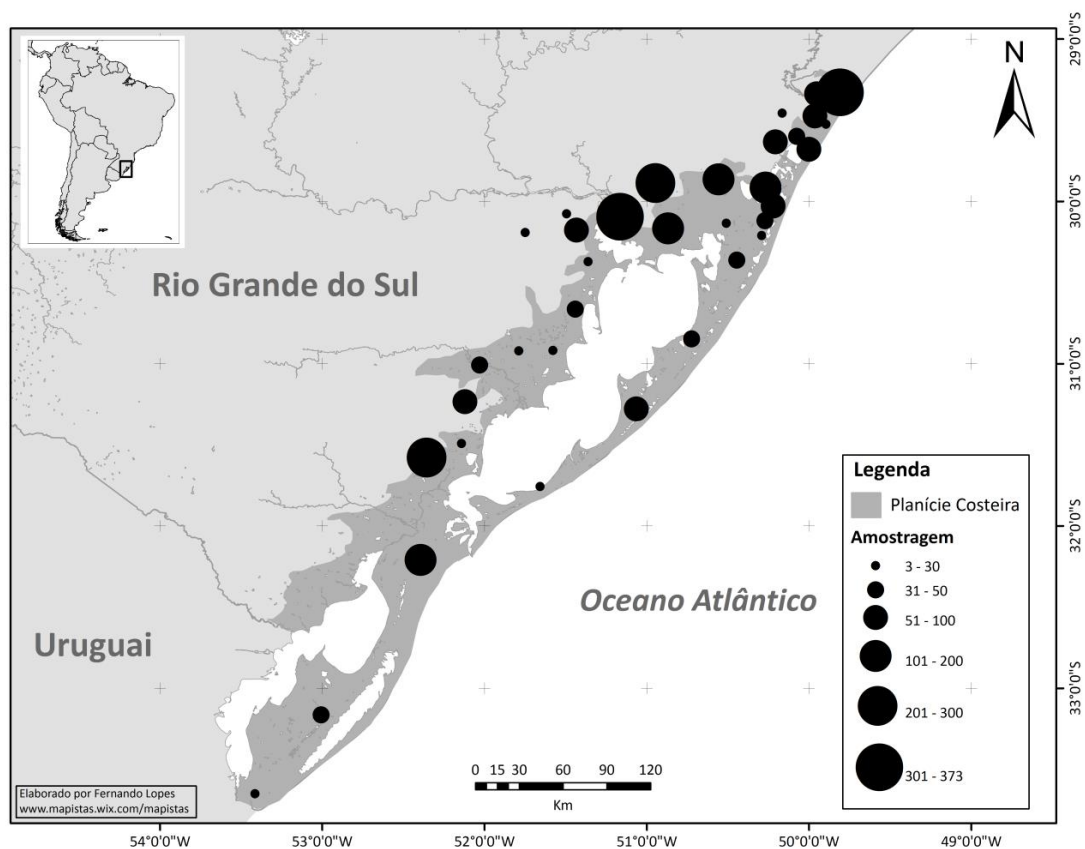 N
29°0'0"S
30°0'0"S
31°0'0"S
32°0'0"S
33°0'0"S
Rio Grande do Sul
Oceano Atlântico
Uruguai
Legenda
Planície Costeira
Amostragem
3 - 30
31 - 50
51 - 100
101 - 200
201 - 300
301 - 373
0 15 30 60 90 120
Km
Elaborado por Fernando Lopes
www.mapistas.wix.com/mapistas
54°0'0"W 53°0'0"W 52°0'0"W 51°0'0"W 50°0'0"W 49°0'0"W